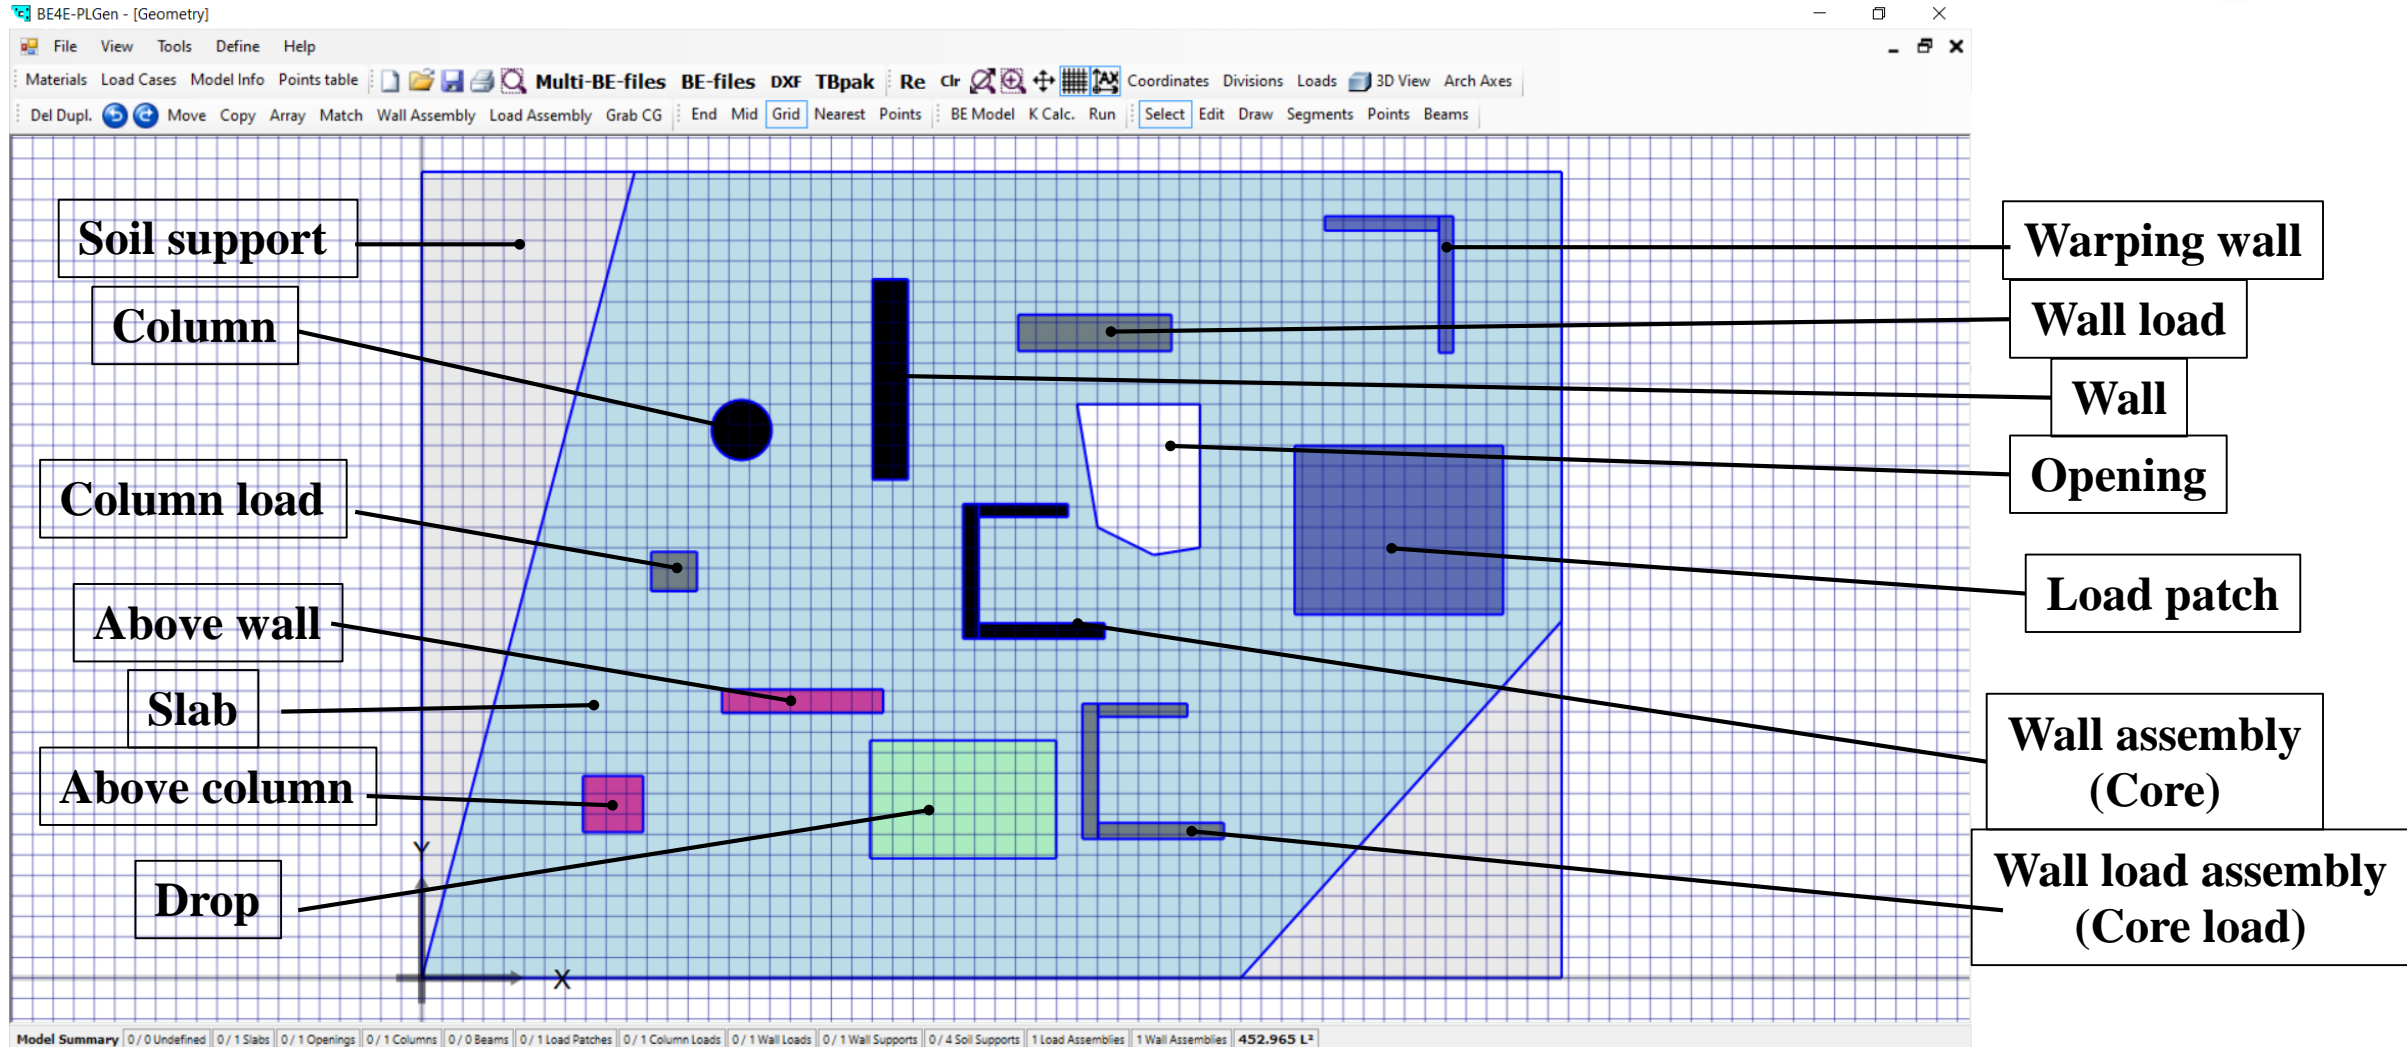 BE4E-PLGen - [Geometry]
File View Tools Define Help
Materials Load Cases Model Info Points table Multi-BE-files BE-files DXF TBpak Re Clr AX Coordinates Divisions Loads 3D View Arch Axes
Del Dupl. Move Copy Array Match Wall Assembly Load Assembly Grab CG End Mid Grid Nearest Points BE Model K Calc. Run Select Edit Draw Segments Points Beams
Soil support
Column
Column load
Above wall
Slab
Above column
Drop
Y
X
Warping wall
Wall load
Wall
Opening
Load patch
Wall assembly
(Core)
Wall load assembly
(Core load)
Model Summary 0 / 0 Undefined 0 / 1 Slabs 0 / 1 Openings 0 / 1 Columns 0 / 0 Beams 0 / 1 Load Patches 0 / 1 Column Loads 0 / 1 Wall Loads 0 / 1 Wall Supports 0 / 4 Soil Supports 1 Load Assemblies 1 Wall Assemblies 452.965 L²